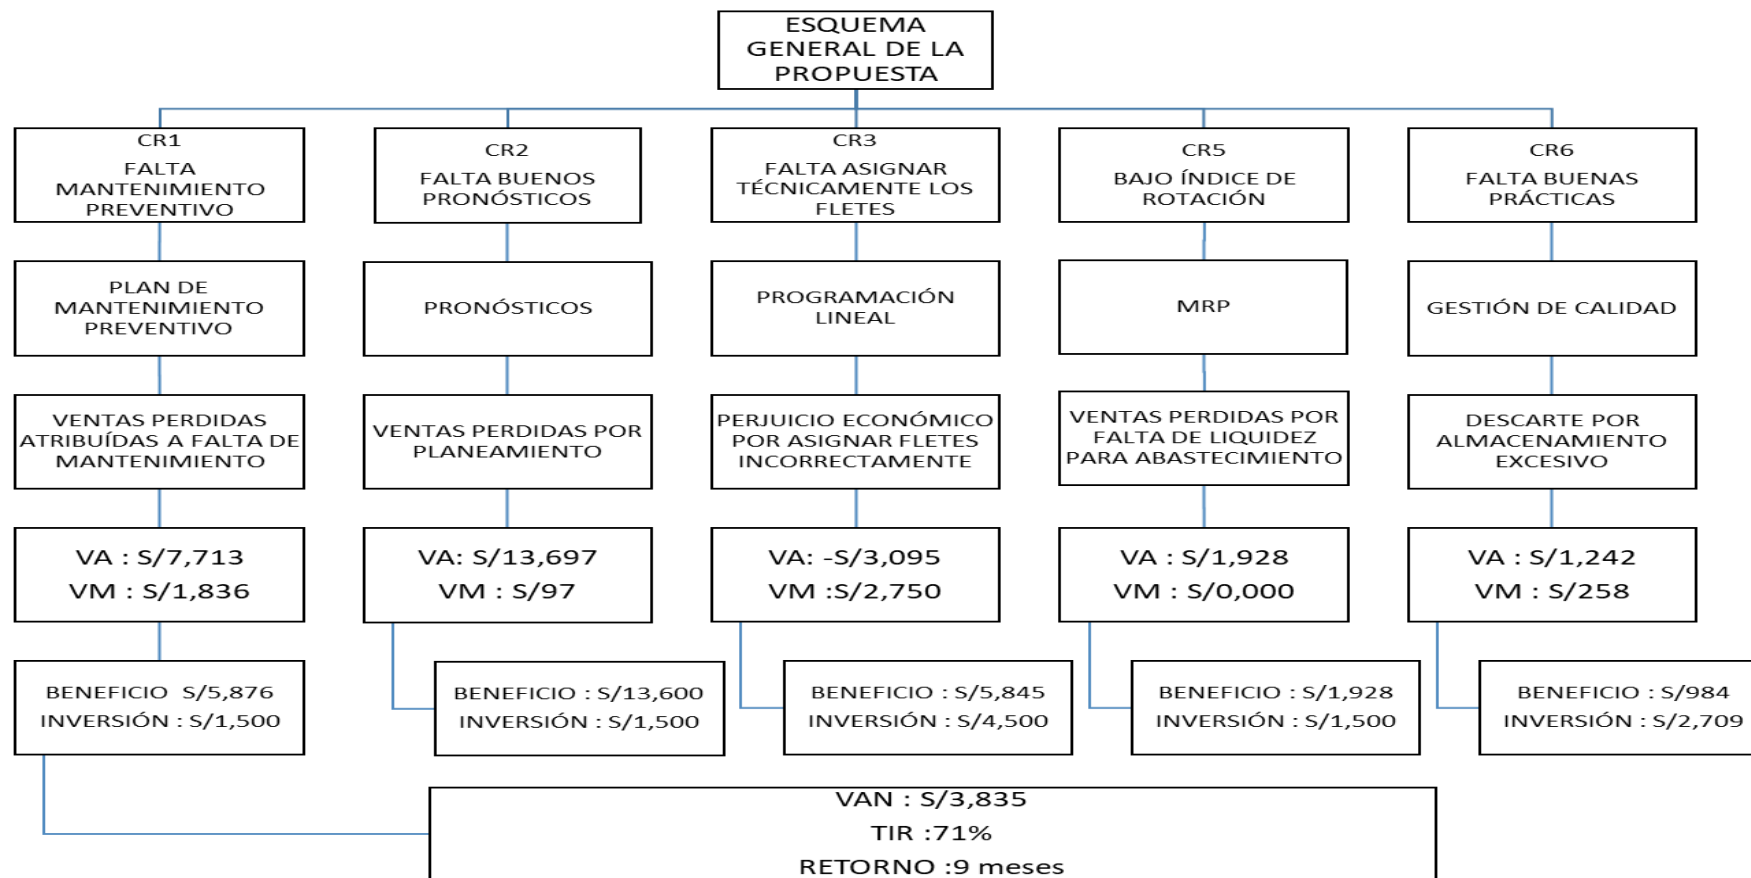 ESQUEMA
GENERAL DE LA
PROPUESTA
CR1
FALTA
MANTENIMIENTO
PREVENTIVO
CR2
FALTA BUENOS
PRONÓSTICOS
CR3
FALTA ASIGNAR
TÉCNICAMENTE LOS
FLETES
CR5
BAJO ÍNDICE DE
ROTACIÓN
CR6
FALTA BUENAS
PRÁCTICAS
PLAN DE
MANTENIMIENTO
PREVENTIVO
PRONÓSTICOS
PROGRAMACIÓN
LINEAL
MRP
GESTIÓN DE CALIDAD
VENTAS PERDIDAS
ATRIBUÍDAS A FALTA DE
MANTENIMIENTO
VENTAS PERDIDAS POR
PLANEAMIENTO
PERJUICIO ECONÓMICO
POR ASIGNAR FLETES
INCORRECTAMENTE
VENTAS PERDIDAS POR
FALTA DE LIQUIDEZ
PARA ABASTECIMIENTO
DESCARTE POR
ALMACENAMIENTO
EXCESIVO
VA : S/7,713
VM : S/1,836
VA: S/13,697
VM : S/97
VA: -S/3,095
VM :S/2,750
VA : S/1,928
VM : S/0,000
VA : S/1,242
VM : S/258
BENEFICIO S/5,876
INVERSIÓN : S/1,500
BENEFICIO : S/13,600
INVERSIÓN : S/1,500
BENEFICIO : S/5,845
INVERSIÓN : S/4,500
BENEFICIO : S/1,928
INVERSIÓN : S/1,500
BENEFICIO : S/984
INVERSIÓN : S/2,709
VAN : S/3,835
TIR :71%
RETORNO :9 meses